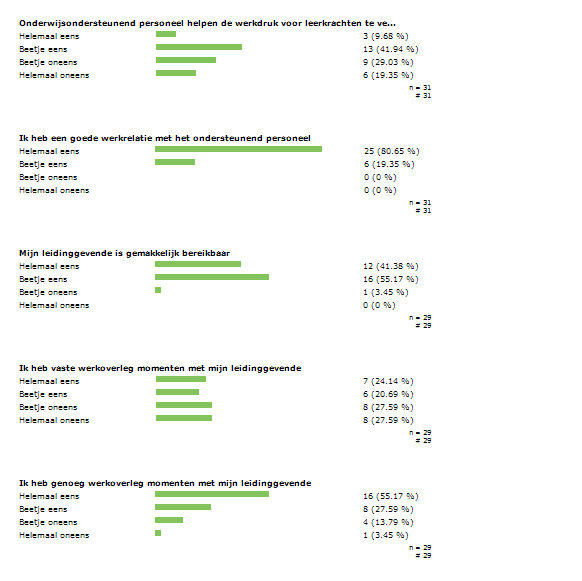 Onderwijsondersteunend personeel helpen de werkdruk voor leerkrachten te ve...
Helemaal eens 3 (9.68 %)
Beetje eens 13 (41.94 %)
Beetje oneens 9 (29.03 %)
Helemaal oneens 6 (19.35 %)
n = 31
# 31
Ik heb een goede werkrelatie met het ondersteunend personeel
Helemaal eens 25 (80.65 %)
Beetje eens 6 (19.35 %)
Beetje oneens 0 (0 %)
Helemaal oneens 0 (0 %)
n = 31
# 31
Mijn leidinggevende is gemakkelijk bereikbaar
Helemaal eens 12 (41.38 %)
Beetje eens 16 (55.17 %)
Beetje oneens 1 (3.45 %)
Helemaal oneens 0 (0 %)
n = 29
# 29
Ik heb vaste werkoverleg momenten met mijn leidinggevende
Helemaal eens 7 (24.14 %)
Beetje eens 6 (20.69 %)
Beetje oneens 8 (27.59 %)
Helemaal oneens 8 (27.59 %)
n = 29
# 29
Ik heb genoeg werkoverleg momenten met mijn leidinggevende
Helemaal eens 16 (55.17 %)
Beetje eens 8 (27.59 %)
Beetje oneens 4 (13.79 %)
Helemaal oneens 1 (3.45 %)
n = 29
# 29